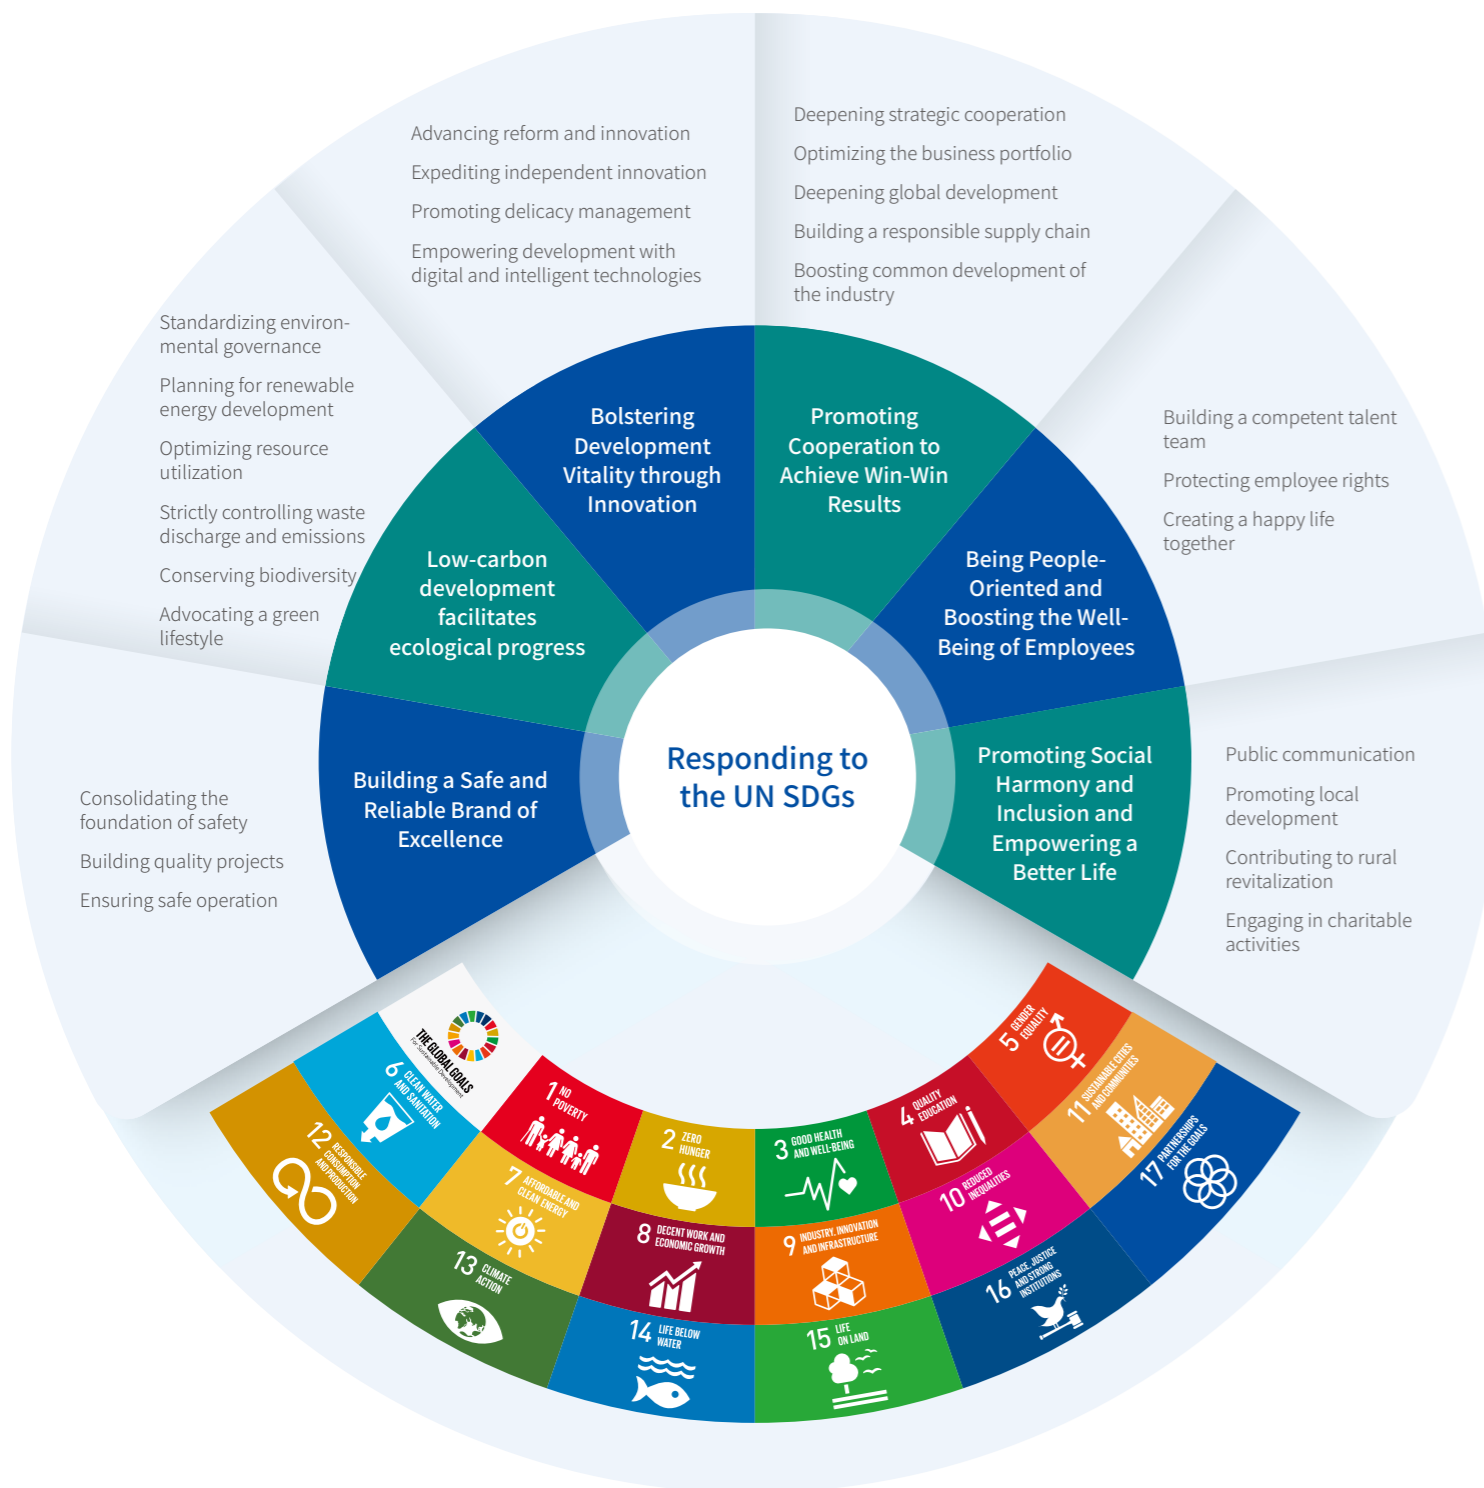 Advancing reform and innovation
Expediting independent innovation
Promoting delicacy management
Empowering development with
digital and intelligent technologies
Deepening strategic cooperation
Optimizing the business portfolio
Deepening global development
Building a responsible supply chain
Boosting common development of
the industry
Standardizing environ-
mental governance
Planning for renewable
energy development
Optimizing resource
utilization
Strictly controlling waste
discharge and emissions
Conserving biodiversity
Advocating a green
lifestyle
Building a competent talent
team
Protecting employee rights
Creating a happy life
together
Consolidating the
foundation of safety
Building quality projects
Ensuring safe operation
Public communication
Promoting local
development
Contributing to rural
revitalization
Engaging in charitable
activities
Bolstering
Development
Vitality through
Innovation
Promoting
Cooperation to
Achieve Win-Win
Results
Low-carbon
development
facilitates
ecological progress
Being People-
Oriented and
Boosting the Well-
Being of Employees
Building a Safe and
Reliable Brand of
Excellence
Responding to
the UN SDGs
Promoting Social
Harmony and
Inclusion and
Empowering a
Better Life
THE GLOBAL GOALS
For Sustainable Development
1 NO
POVERTY
2 ZERO
HUNGER
3 GOOD HEALTH
AND WELL-BEING
4 QUALITY
EDUCATION
5 GENDER
EQUALITY
6 CLEAN WATER
AND SANITATION
7 AFFORDABLE AND
CLEAN ENERGY
8 DECENT WORK AND
ECONOMIC GROWTH
9 INDUSTRY, INNOVATION
AND INFRASTRUCTURE
10 REDUCED
INEQUALITIES
11 SUSTAINABLE CITIES
AND COMMUNITIES
12 RESPONSIBLE
CONSUMPTION
AND PRODUCTION
13 CLIMATE
ACTION
14 LIFE BELOW
WATER
15 LIFE
ON LAND
16 PEACE, JUSTICE
AND STRONG
INSTITUTIONS
17 PARTNERSHIPS
FOR THE GOALS